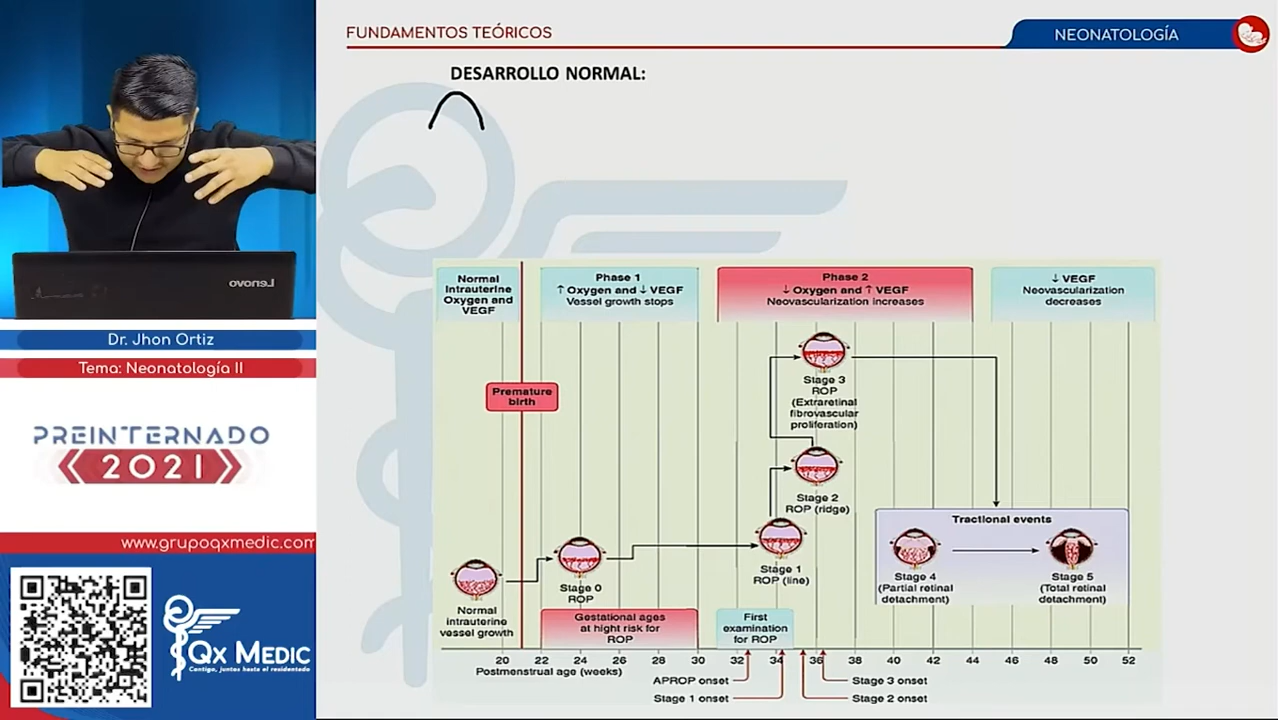 FUNDAMENTOS TEÓRICOS
NEONATOLOGÍA
DESARROLLO NORMAL:
Lenovo
Dr. Jhon Ortiz
Tema: Neonatología II
PREINTERNADO
2021
www.grupoqxmedic.com
QX MEDIC
Contigo, juntos hasta el residentado
Normal
Intrauterine
Oxygen and
VEGF
Phase 1
↑ Oxygen and ↓ VEGF
Vessel growth stops
Phase 2
↓ Oxygen and ↑ VEGF
Neovascularization increases
↓ VEGF
Neovascularization
decreases
Premature
birth
Stage 3
ROP
(Extraretinal
fibrovascular
proliferation)
Stage 2
ROP (ridge)
Stage 1
ROP (line)
Stage 0
ROP
Normal
intrauterine
vessel growth
Tractional events
Stage 4
(Partial retinal
detachment)
Stage 5
(Total retinal
detachment)
Gestational ages
at hight risk for
ROP
First
examination
for ROP
20 22 24 26 28 30 32 34 36 38 40 42 44 46 48 50 52
Postmenstrual age (weeks)
APROP onset
Stage 1 onset
Stage 3 onset
Stage 2 onset